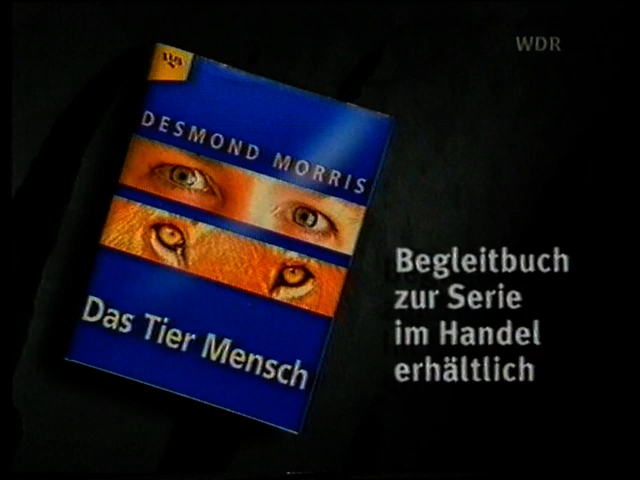 WDR
DESMOND MORRIS
Das Tier Mensch
Begleitbuch
zur Serie
im Handel
erhältlich